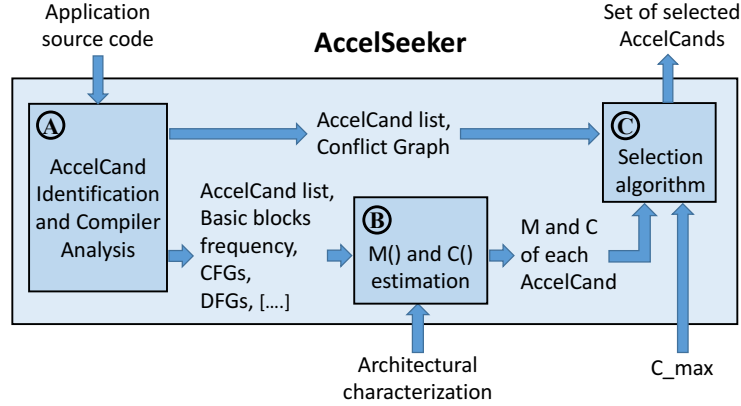 Application
source code
AccelSeeker
Set of selected
AccelCands
A
AccelCand
Identification
and Compiler
Analysis
AccelCand list,
Conflict Graph
C
Selection
algorithm
AccelCand list,
Basic blocks
frequency,
CFGs,
DFGs, [....]
B
M() and C()
estimation
M and C
of each
AccelCand
Architectural
characterization
C_max